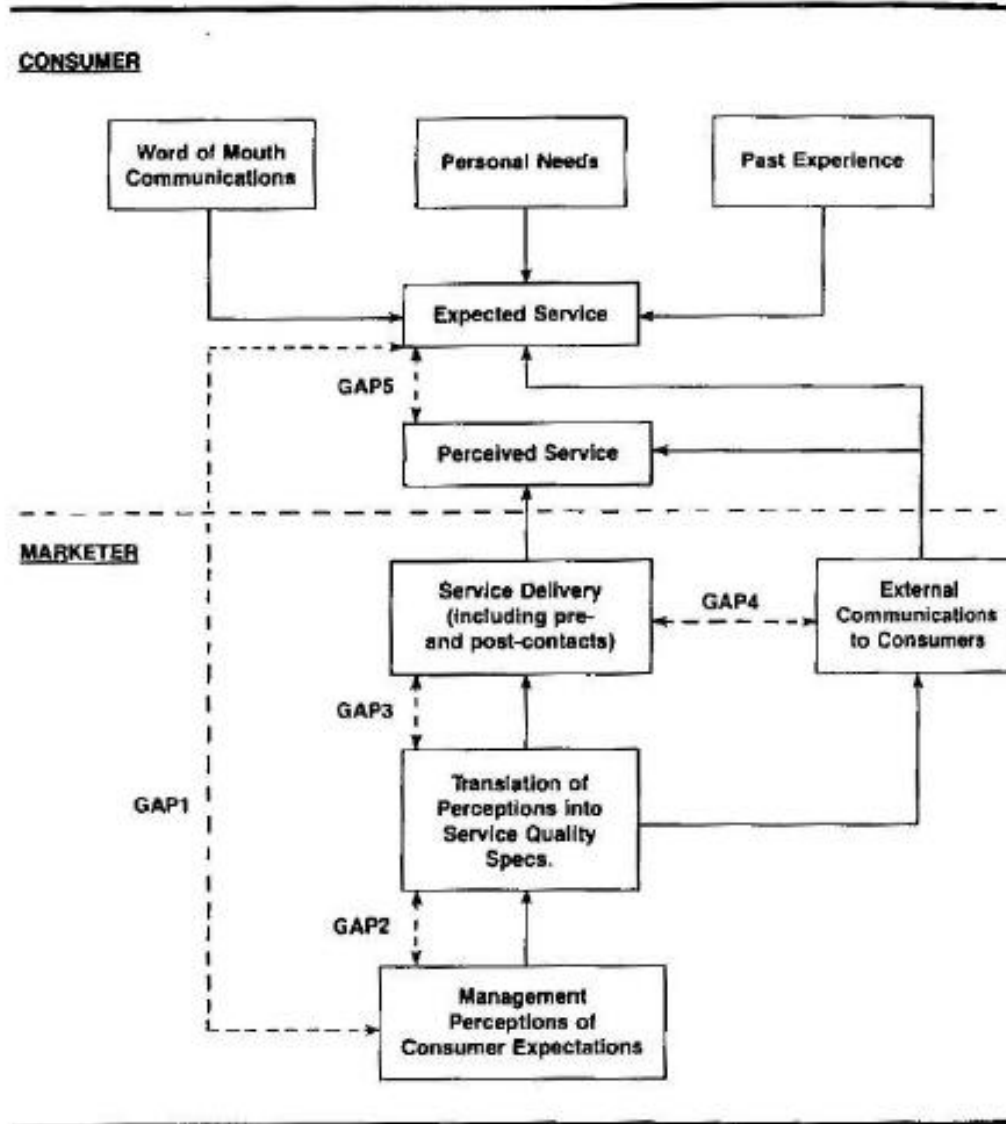 CONSUMER
Word of Mouth
Communications
Personal Needs
Past Experience
Expected Service
GAP5
Perceived Service
MARKETER
Service Delivery
(including pre-
and post-contacts)
GAP4
External
Communications
to Consumers
GAP3
Translation of
Perceptions into
Service Quality
Specs.
GAP1
GAP2
Management
Perceptions of
Consumer Expectations